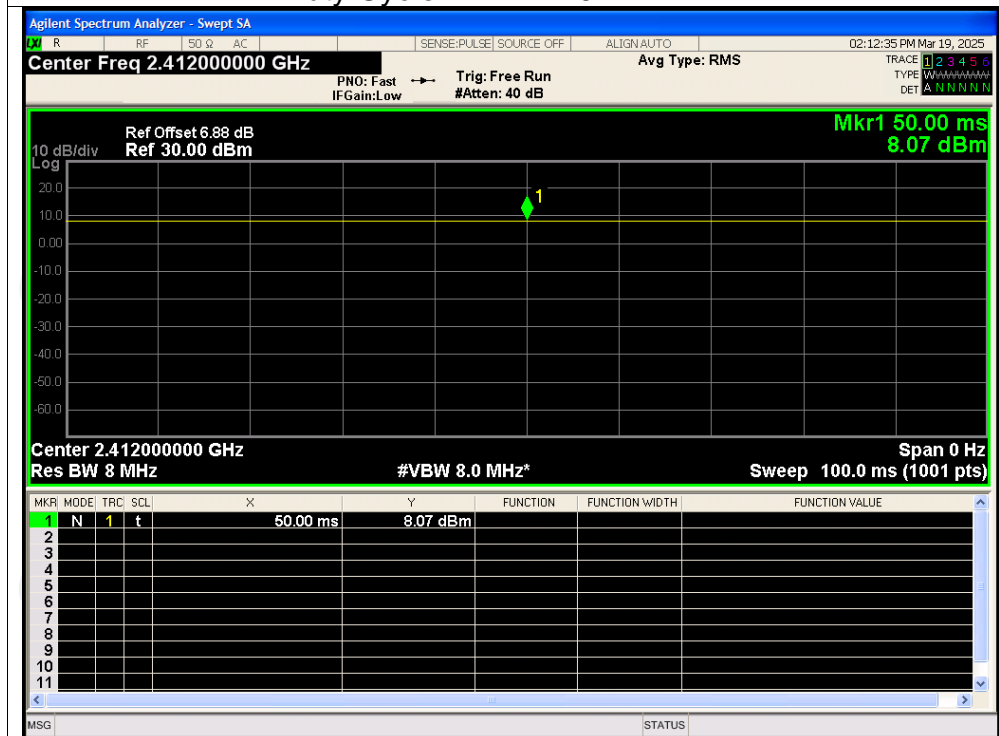 Agilent Spectrum Analyzer - Swept SA
LXI R RF 50 Ω AC SENSE:PULSE SOURCE OFF ALIGN AUTO 02:12:35 PM Mar 19, 2025
Center Freq 2.412000000 GHz
PNO: Fast
IFGain:Low
Trig: Free Run
#Atten: 40 dB
Avg Type: RMS
TRACE 1 2 3 4 5 6
TYPE W
DET A N N N N N
Ref Offset 6.88 dB
10 dB/div Ref 30.00 dBm
Log
Mkr1 50.00 ms
8.07 dBm
20.0
1
10.0
0.00
-10.0
-20.0
-30.0
-40.0
-50.0
-60.0
Center 2.412000000 GHz Span 0 Hz
Res BW 8 MHz #VBW 8.0 MHz* Sweep 100.0 ms (1001 pts)
MKR MODE TRC SCL X Y FUNCTION FUNCTION WIDTH FUNCTION VALUE
1 N 1 t 50.00 ms 8.07 dBm
2
3
4
5
6
7
8
9
10
11
MSG STATUS